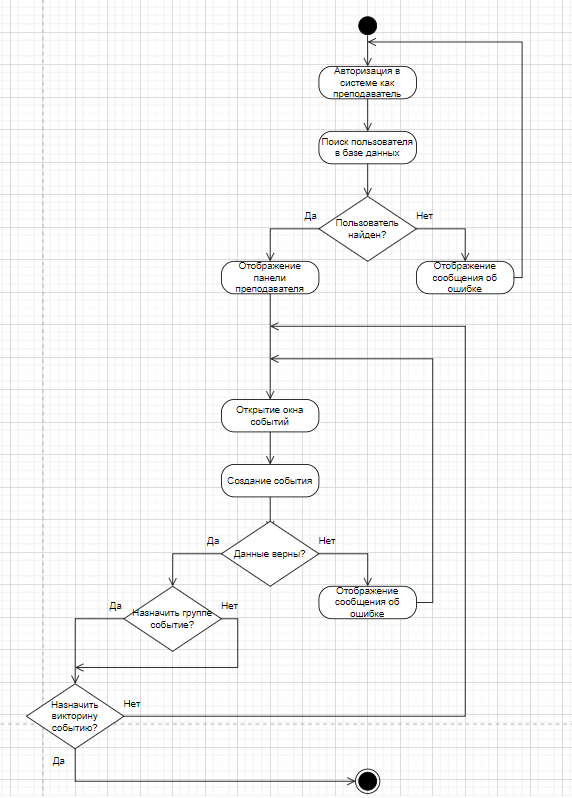 Авторизация в
системе как
преподаватель
Поиск пользователя
в базе данных
Да
Пользователь
найден?
Нет
Отображение
панели
преподавателя
Отображение
сообщения об
ошибке
Открытие окна
событий
Создание события
Да
Данные верны?
Нет
Отображение
сообщения об
ошибке
Да
Назначить группе
событие?
Нет
Назначить
викторину
событию?
Нет
Да